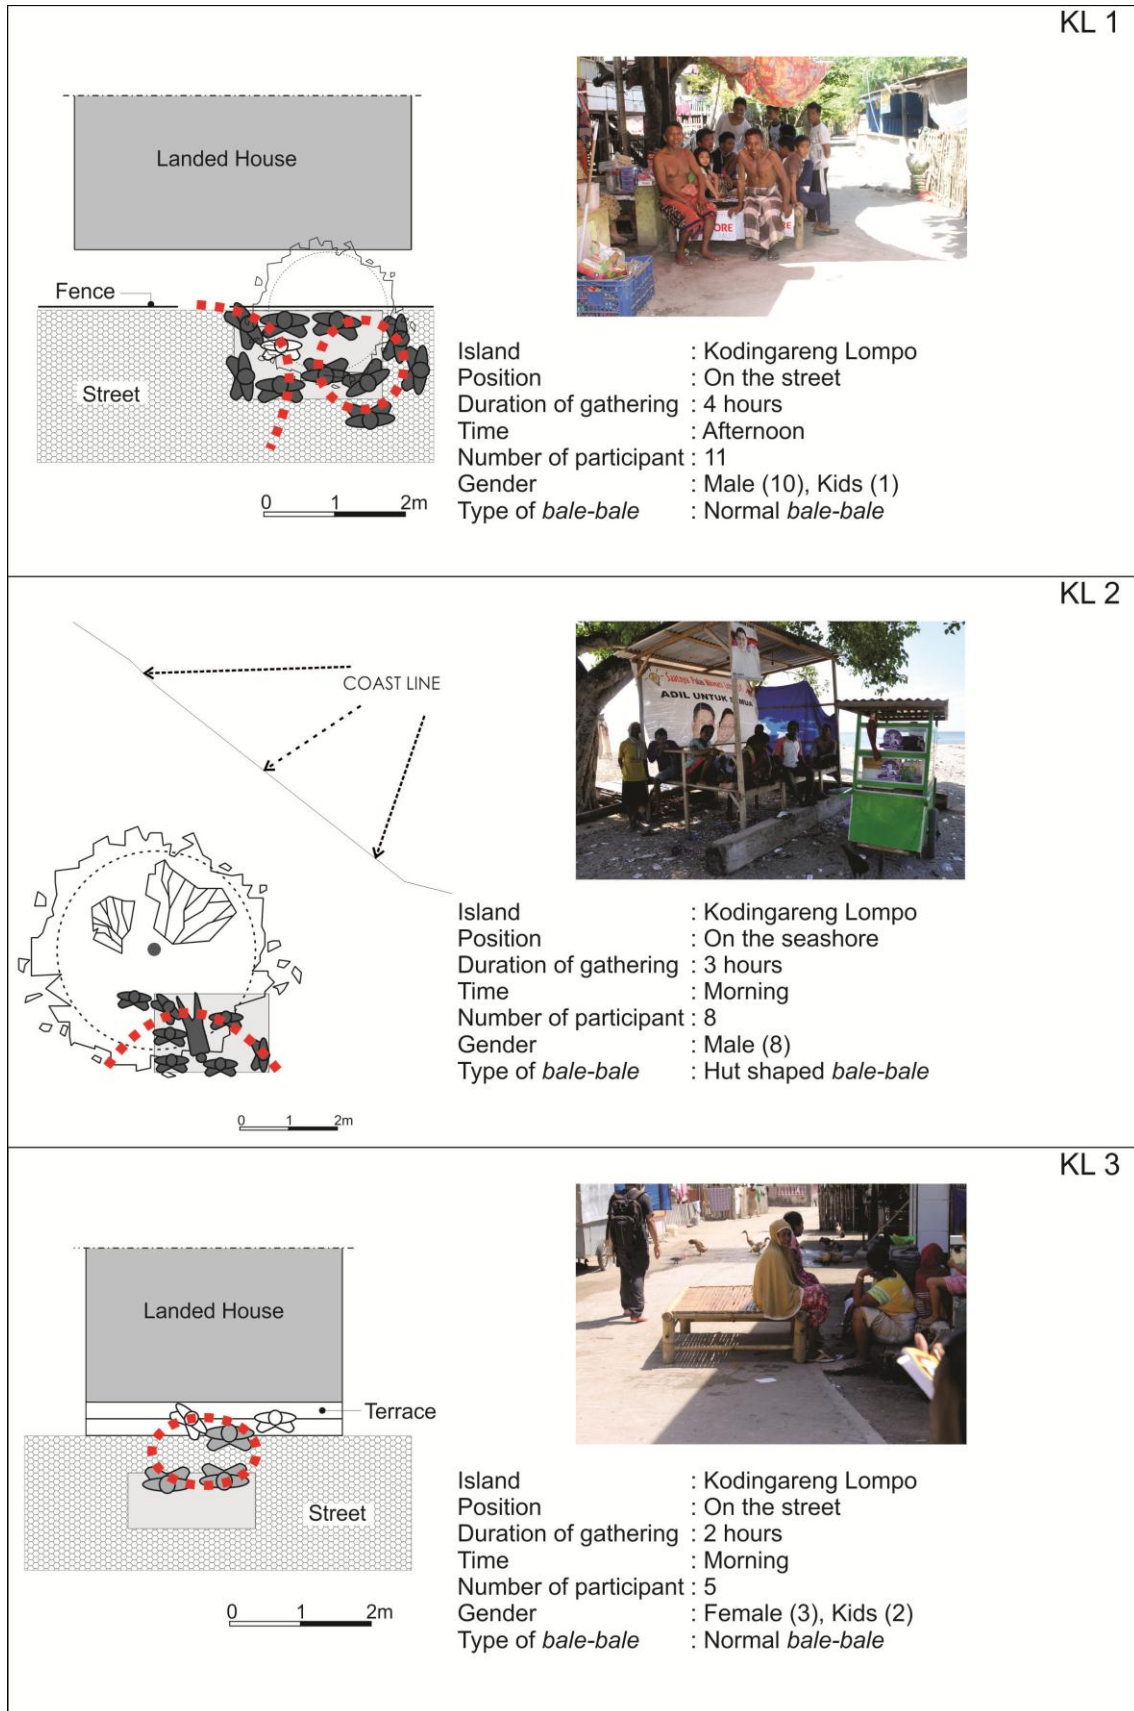 KL 1
Landed House
Fence
Street
0 1 2m
ORE RE
Island : Kodingareng Lompo
Position : On the street
Duration of gathering : 4 hours
Time : Afternoon
Number of participant : 11
Gender : Male (10), Kids (1)
Type of bale-bale : Normal bale-bale
KL 2
COAST LINE
ADIL UNTUK
0 1 2m
Island : Kodingareng Lompo
Position : On the seashore
Duration of gathering : 3 hours
Time : Morning
Number of participant : 8
Gender : Male (8)
Type of bale-bale : Hut shaped bale-bale
KL 3
Landed House
Terrace
Street
0 1 2m
Island : Kodingareng Lompo
Position : On the street
Duration of gathering : 2 hours
Time : Morning
Number of participant : 5
Gender : Female (3), Kids (2)
Type of bale-bale : Normal bale-bale